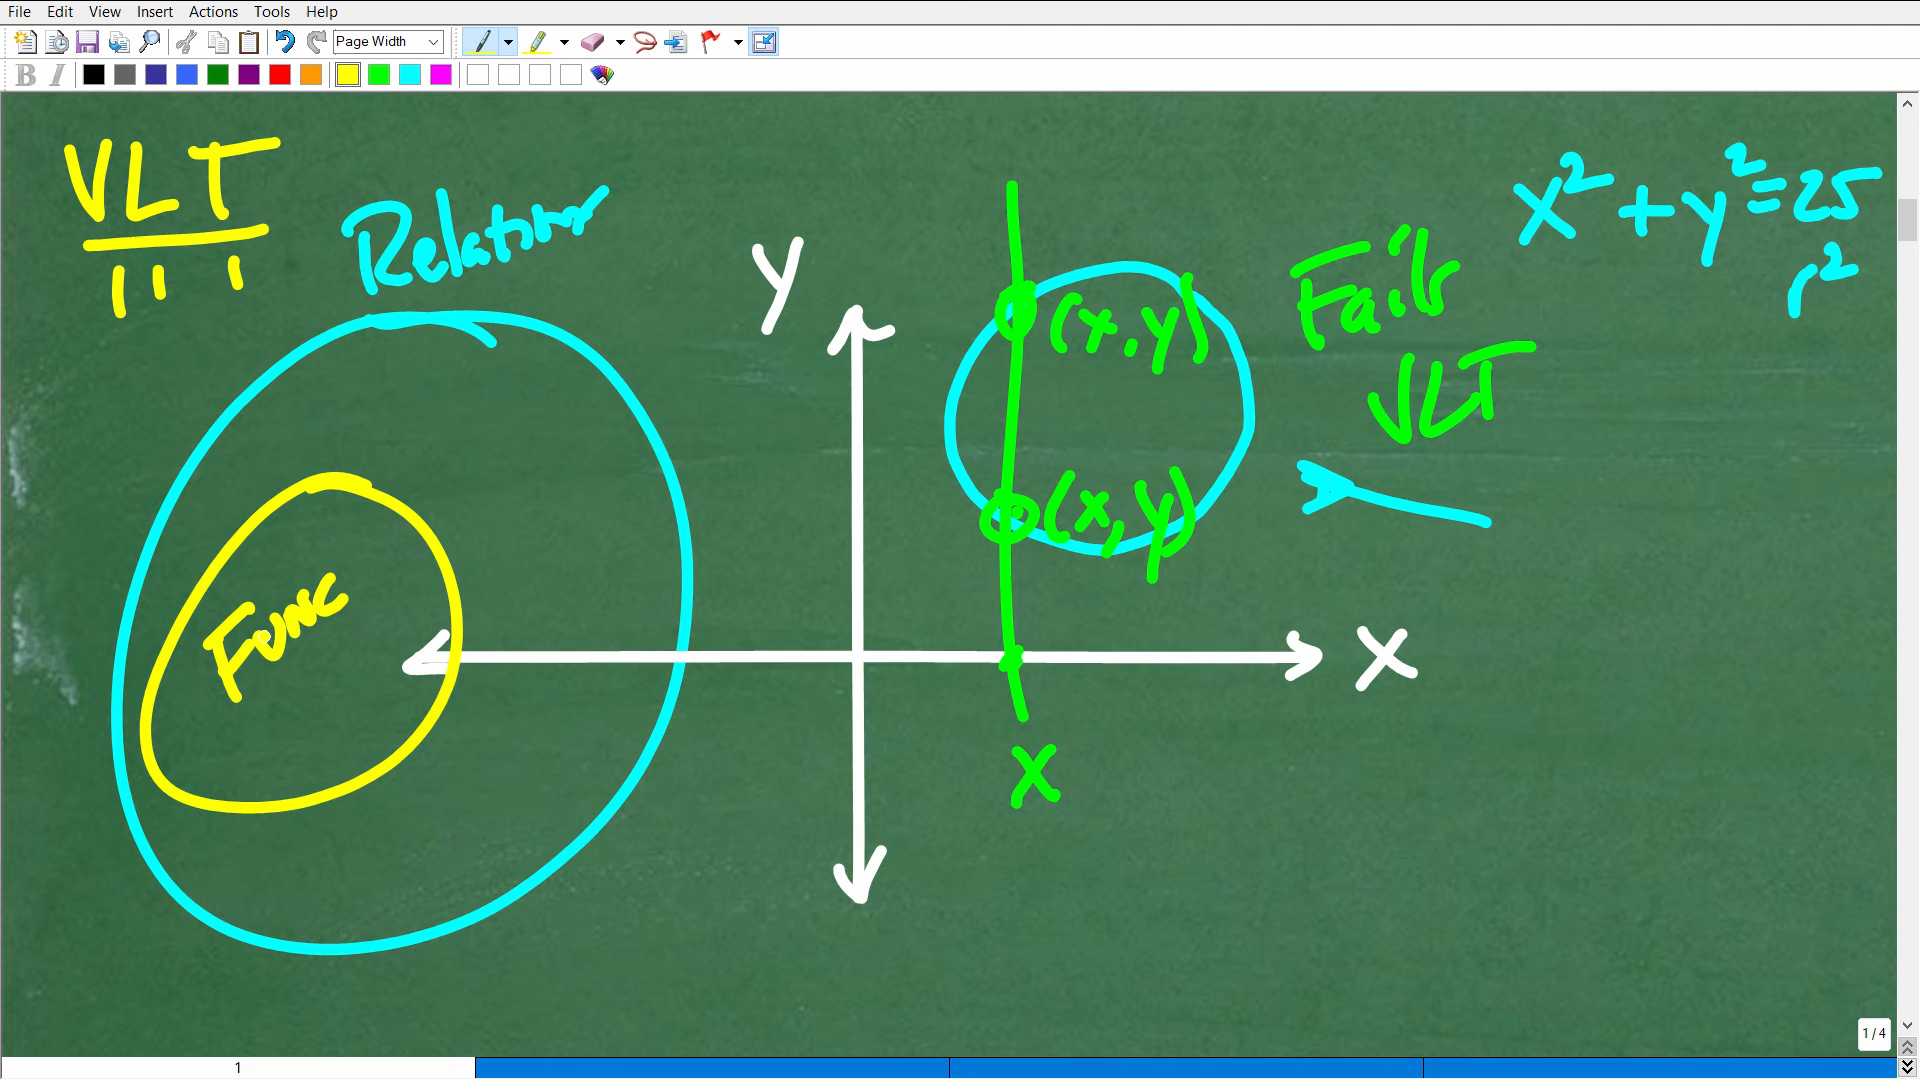 File Edit View Insert Actions Tools Help
Page Width
B I
VLT
Relations
Func
y
(x,y)
(x,y)
x
x
Fails
VLT
x² + y² = 25
r²
1 / 4
1